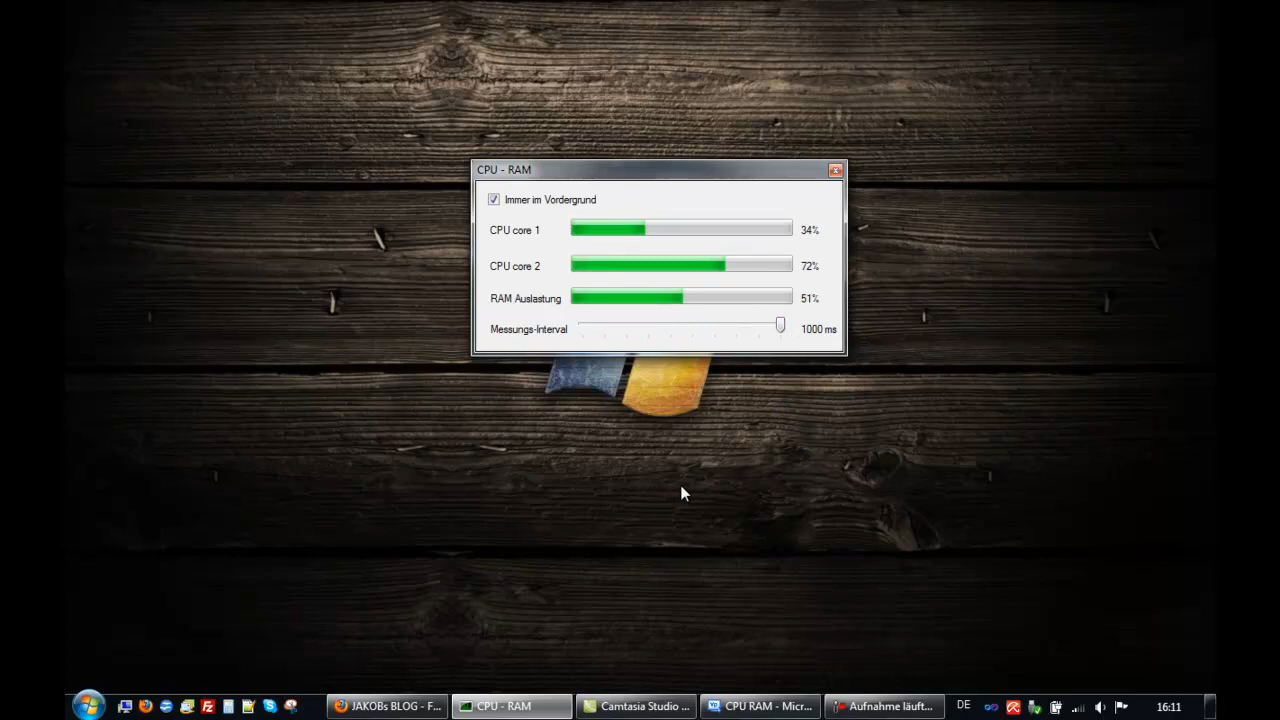 CPU - RAM
Immer im Vordergrund
CPU core 1 34%
CPU core 2 72%
RAM Auslastung 51%
Messungs-Interval 1000 ms
JAKOBs BLOG - F... CPU - RAM Camtasia Studio ... CPU RAM - Micr... Aufnahme läuft... DE 16:11